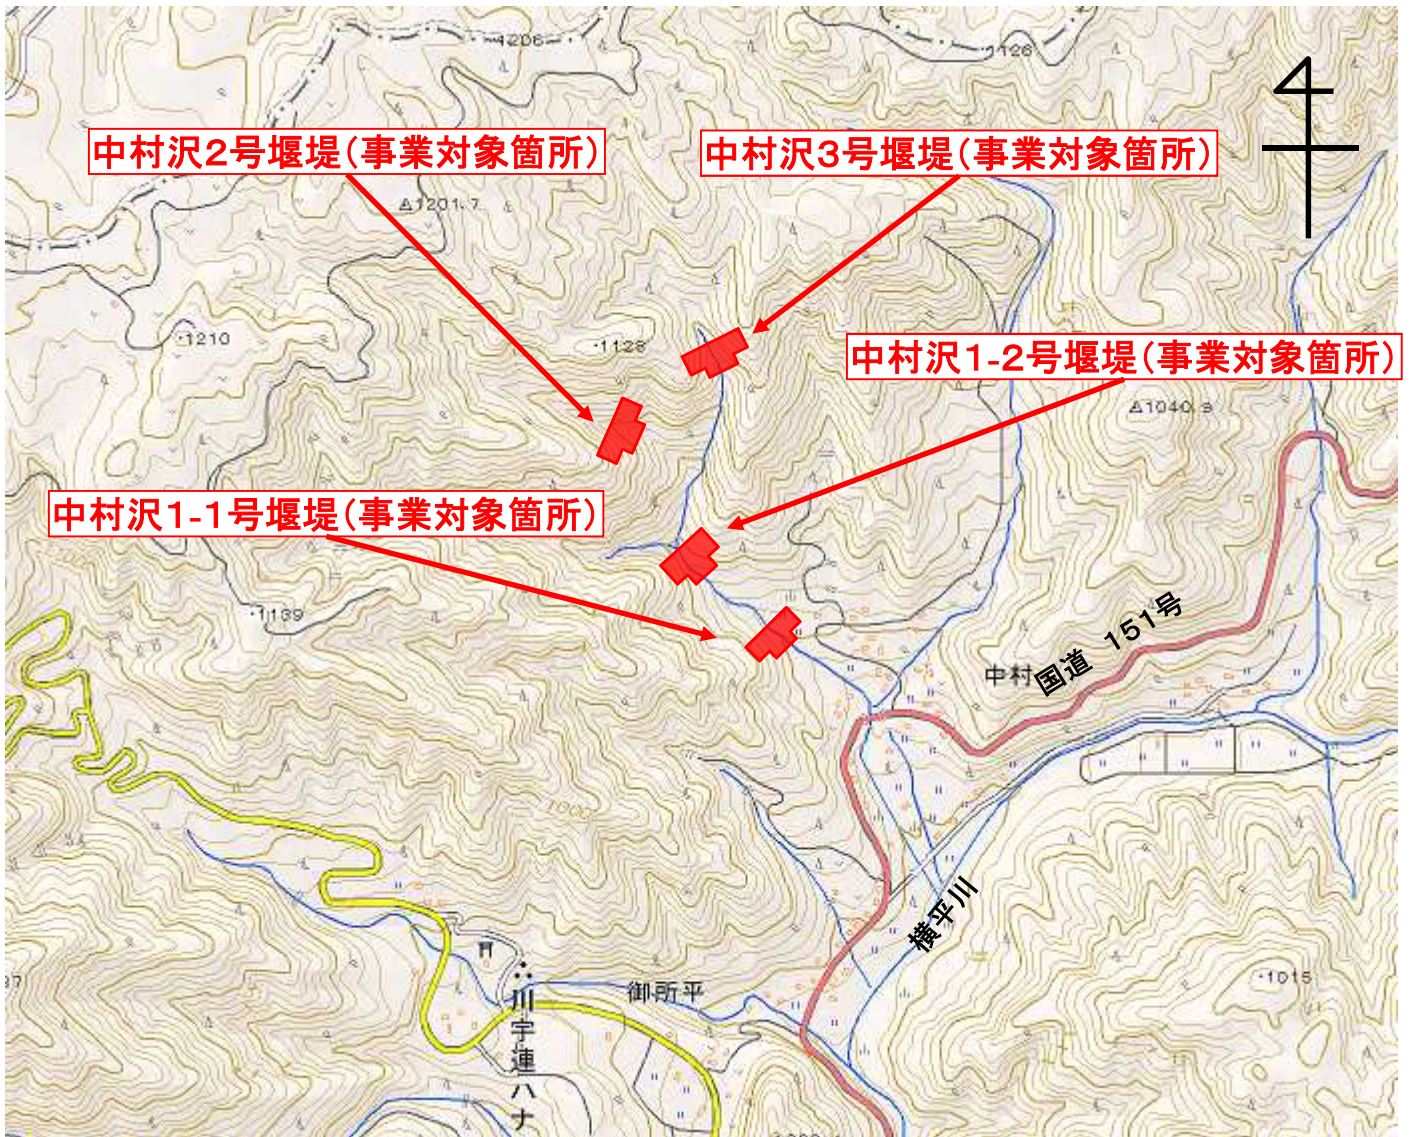 1206
1126
中村沢2号堰堤(事業対象箇所)
中村沢3号堰堤(事業対象箇所)
1201.7
1210
1128
中村沢1-2号堰堤(事業対象箇所)
1040.9
中村沢1-1号堰堤(事業対象箇所)
1139
国道 151号
中村
1000
横平川
1015
御所平
川宇連ハナ